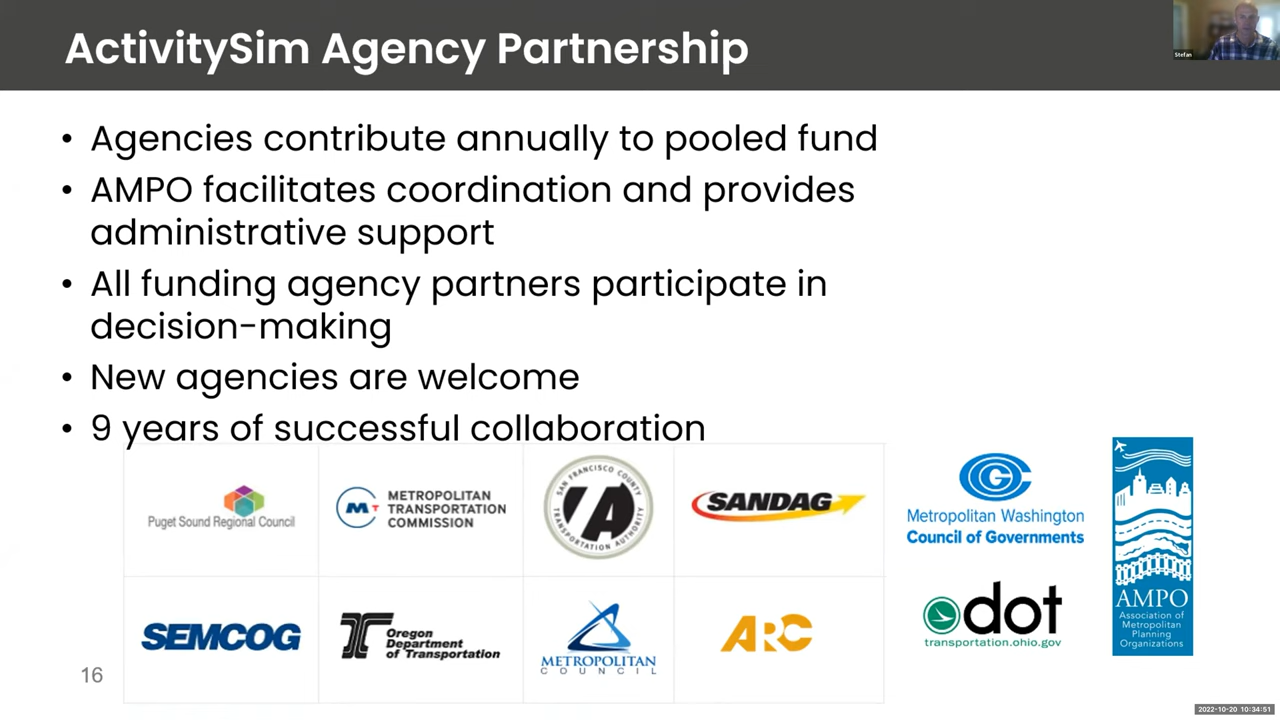 ActivitySim Agency Partnership
Stefan
• Agencies contribute annually to pooled fund
• AMPO facilitates coordination and provides
administrative support
• All funding agency partners participate in
decision-making
• New agencies are welcome
• 9 years of successful collaboration
Puget Sound Regional Council
METROPOLITAN
TRANSPORTATION
COMMISSION
MT
SAN FRANCISCO COUNTY
TRANSPORTATION AUTHORITY
TA
SANDAG
Metropolitan Washington
Council of Governments
SEMCOG
Oregon
Department
of Transportation
METROPOLITAN
COUNCIL
ARC
dot
transportation.ohio.gov
AMPO
Association of
Metropolitan
Planning
Organizations
16
2022-10-20 10:34:51